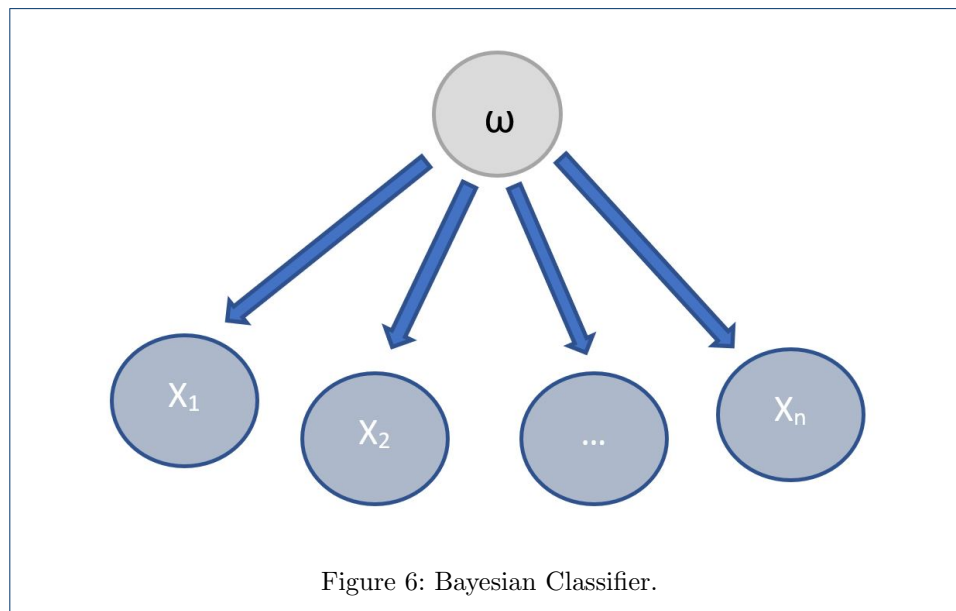 ω
X₁
X₂
...
Xₙ
Figure 6: Bayesian Classifier.